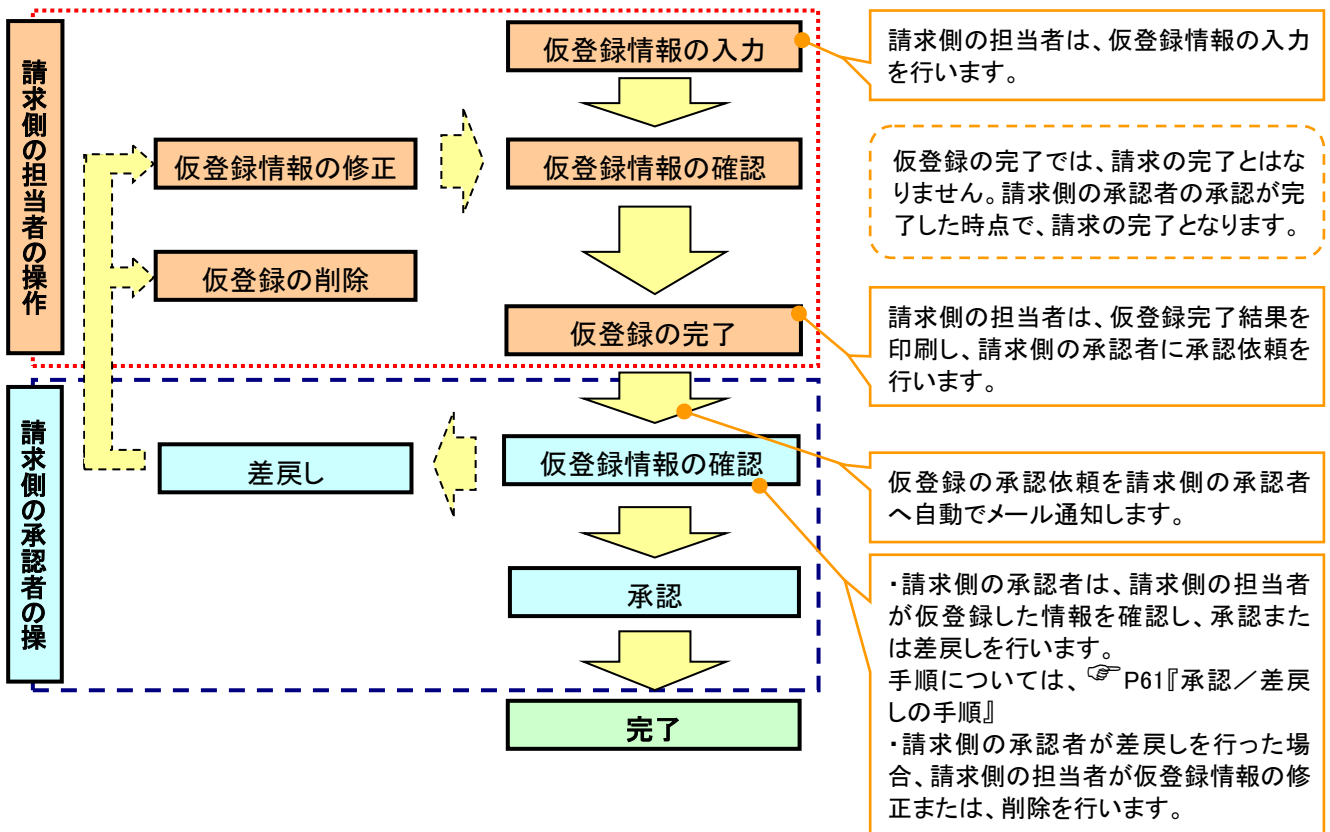 請求側の担当者の操作
仮登録情報の入力
仮登録情報の修正
仮登録情報の確認
仮登録の削除
仮登録の完了
請求側の承認者の操
差戻し
仮登録情報の確認
承認
完了
請求側の担当者は、仮登録情報の入力
を行います。
仮登録の完了では、請求の完了とはな
りません。請求側の承認者の承認が完
了した時点で、請求の完了となります。
請求側の担当者は、仮登録完了結果を
印刷し、請求側の承認者に承認依頼を
行います。
仮登録の承認依頼を請求側の承認者
へ自動でメール通知します。
・請求側の承認者は、請求側の担当者
が仮登録した情報を確認し、承認また
は差戻しを行います。
手順については、☞P61『承認／差戻
しの手順』
・請求側の承認者が差戻しを行った場
合、請求側の担当者が仮登録情報の修
正または、削除を行います。